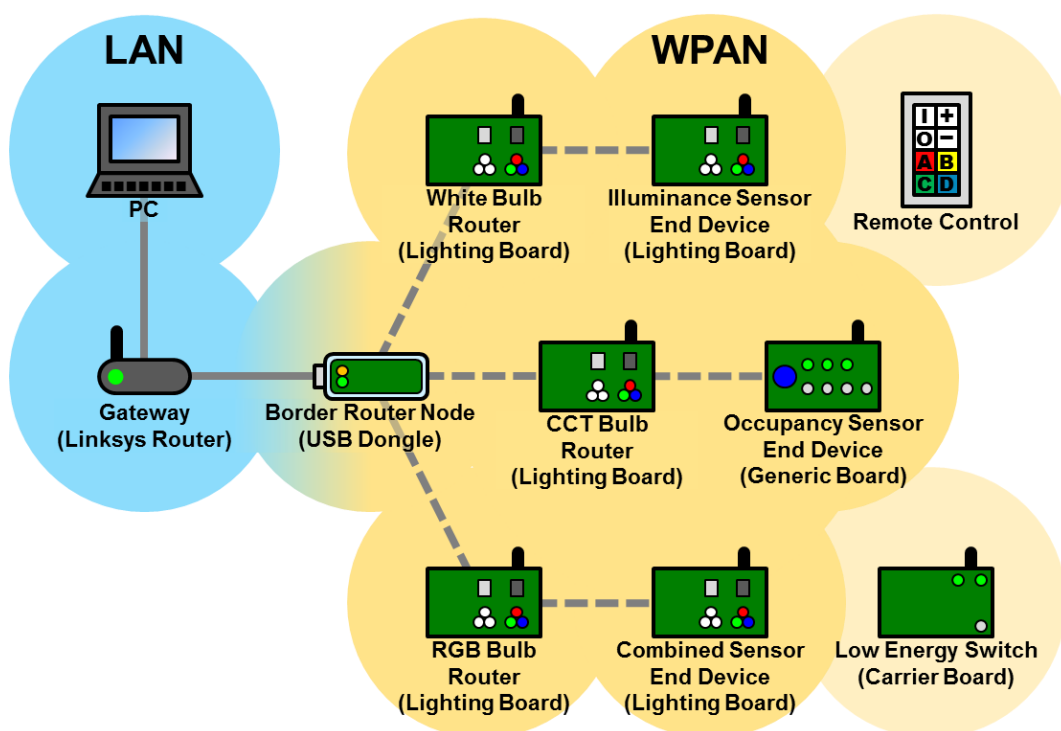 LAN
WPAN
PC
White Bulb
Router
(Lighting Board)
Illuminance Sensor
End Device
(Lighting Board)
I +
O −
A B
C D
Remote Control
Gateway
(Linksys Router)
Border Router Node
(USB Dongle)
CCT Bulb
Router
(Lighting Board)
Occupancy Sensor
End Device
(Generic Board)
RGB Bulb
Router
(Lighting Board)
Combined Sensor
End Device
(Lighting Board)
Low Energy Switch
(Carrier Board)